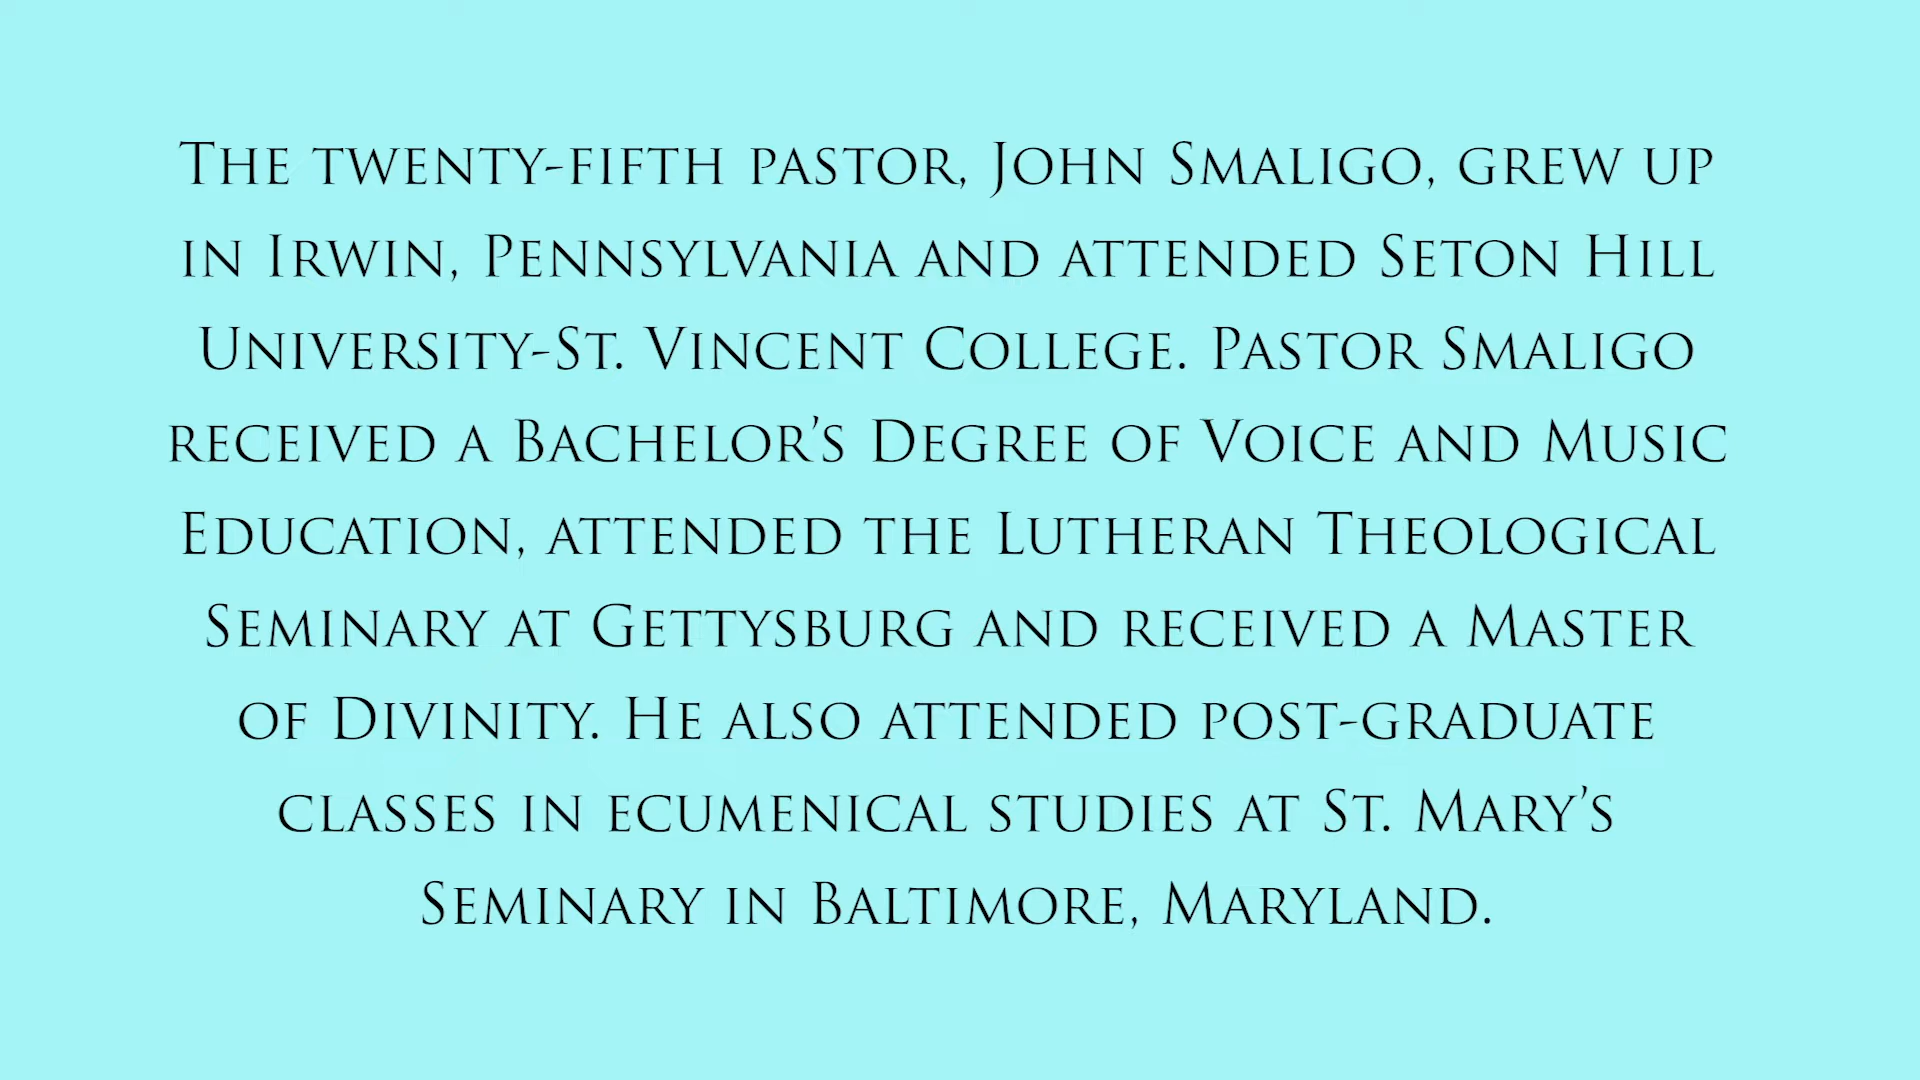 The twenty-fifth pastor, John Smaligo, grew up
in Irwin, Pennsylvania and attended Seton Hill
University-St. Vincent College. Pastor Smaligo
received a Bachelor’s Degree of Voice and Music
Education, attended the Lutheran Theological
Seminary at Gettysburg and received a Master
of Divinity. He also attended post-graduate
classes in ecumenical studies at St. Mary’s
Seminary in Baltimore, Maryland.